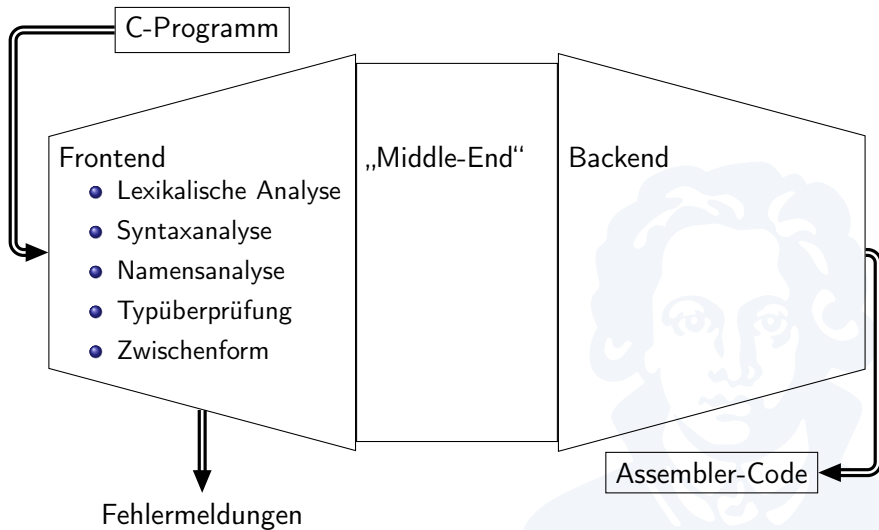 C-Programm
Frontend
Lexikalische Analyse
Syntaxanalyse
Namensanalyse
Typüberprüfung
Zwischenform
„Middle-End“
Backend
Assembler-Code
Fehlermeldungen